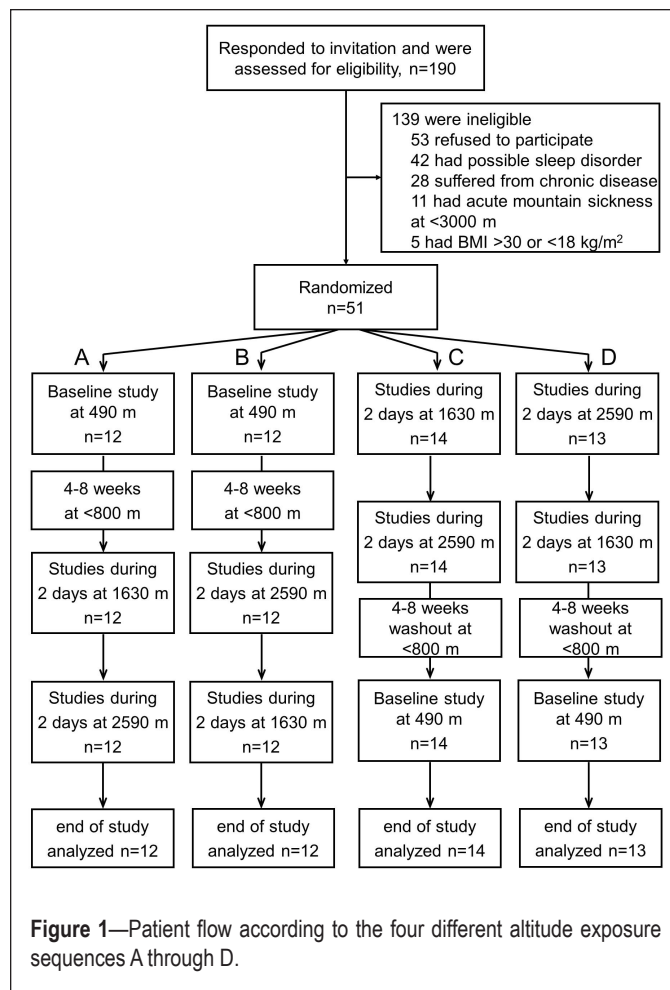 Responded to invitation and were
assessed for eligibility, n=190
139 were ineligible
53 refused to participate
42 had possible sleep disorder
28 suffered from chronic disease
11 had acute mountain sickness
at <3000 m
5 had BMI >30 or <18 kg/m²
Randomized
n=51
A
Baseline study
at 490 m
n=12
4-8 weeks
at <800 m
Studies during
2 days at 1630 m
n=12
Studies during
2 days at 2590 m
n=12
end of study
analyzed n=12
B
Baseline study
at 490 m
n=12
4-8 weeks
at <800 m
Studies during
2 days at 2590 m
n=12
Studies during
2 days at 1630 m
n=12
end of study
analyzed n=12
C
Studies during
2 days at 1630 m
n=14
Studies during
2 days at 2590 m
n=14
4-8 weeks
washout at
<800 m
Baseline study
at 490 m
n=14
end of study
analyzed n=14
D
Studies during
2 days at 2590 m
n=13
Studies during
2 days at 1630 m
n=13
4-8 weeks
washout at
<800 m
Baseline study
at 490 m
n=13
end of study
analyzed n=13
Figure 1—Patient flow according to the four different altitude exposure
sequences A through D.